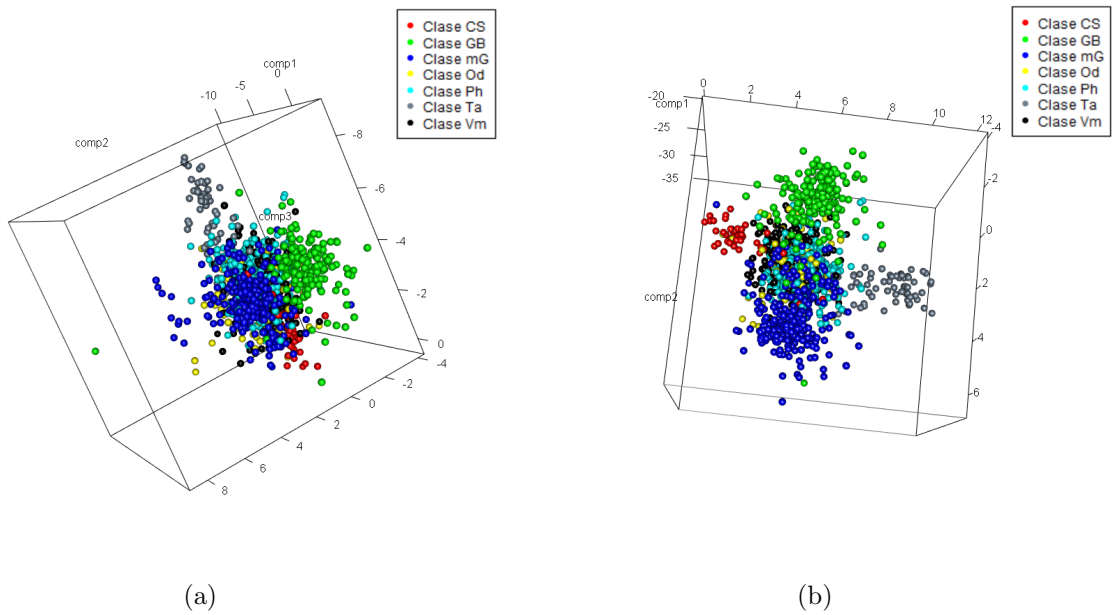 Clase CS
Clase GB
Clase mG
Clase Od
Clase Ph
Clase Ta
Clase Vm
comp1
0
-5
-10
comp2
-8
-6
comp3
-4
-2
0
-4
-2
0
2
4
6
8
(a)
Clase CS
Clase GB
Clase mG
Clase Od
Clase Ph
Clase Ta
Clase Vm
0
2
4
6
8
10
12
-20
comp1
-25
-30
-35
-4
-2
0
2
4
6
comp2
(b)